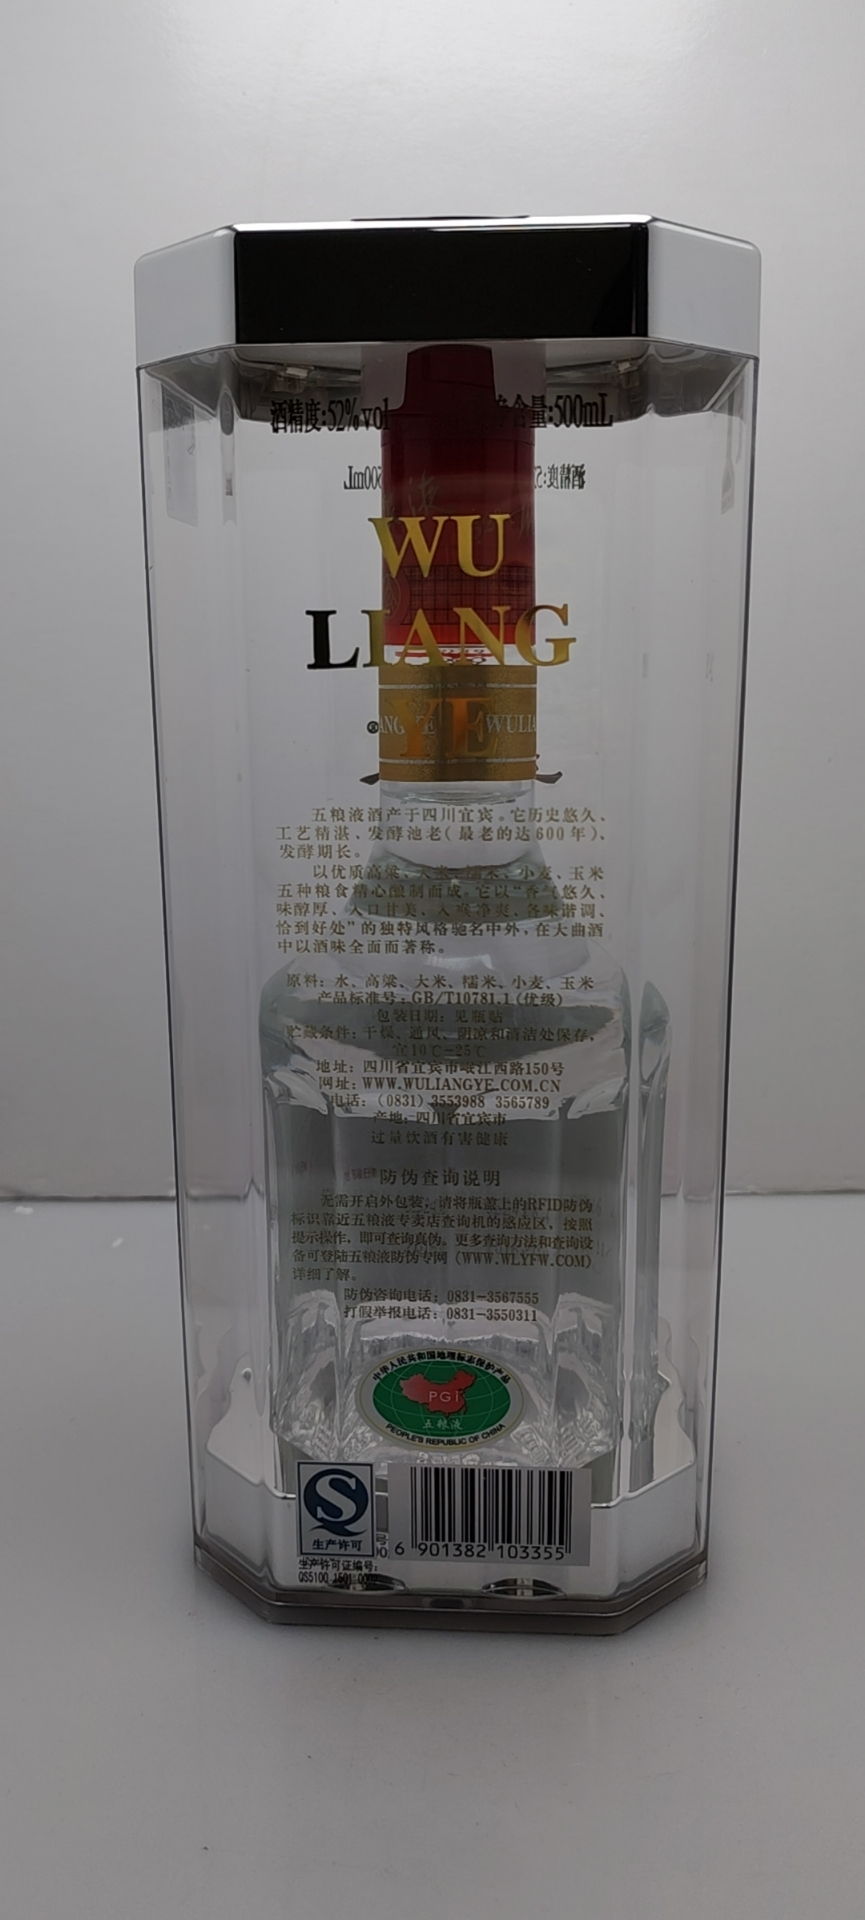 酒精度:52%vol 净含量:500mL
WU
LIANG
YE
ANG YE WULIA
五粮液酒产于四川宜宾。它历史悠久、
工艺精湛、发酵池老(最老的达600年)、
发酵期长。
以优质高粱、大米、糯米、小麦、玉米
五种粮食精心酿制而成。它以“香气悠久、
味醇厚、入口甘美、入喉净爽、各味谐调、
恰到好处”的独特风格驰名中外,在大曲酒
中以酒味全面而著称。
原料:水、高粱、大米、糯米、小麦、玉米
产品标准号:GB/T10781.1(优级)
包装日期:见瓶贴
贮藏条件:干燥、通风、阴凉和清洁处保存,
宜10℃-25℃
地址:四川省宜宾市岷江西路150号
网址:WWW.WULIANGYE.COM.CN
电话:(0831)3553988 3565789
产地:四川省宜宾市
过量饮酒有害健康
防伪查询说明
无需开启外包装,请将瓶盖上的RFID防伪
标识靠近五粮液专卖店查询机的感应区,按照
提示操作,即可查询真伪。更多查询方法和查询设
备可登陆五粮液防伪专网(WWW.WLYFW.COM)
详细了解。
防伪咨询电话:0831-3567555
打假举报电话:0831-3550311
中华人民共和国地理标志保护产品
PGI
五粮液
PEOPLE'S REPUBLIC OF CHINA
生产许可
6 901382 103355
生产许可证编号:
QS5100 1501